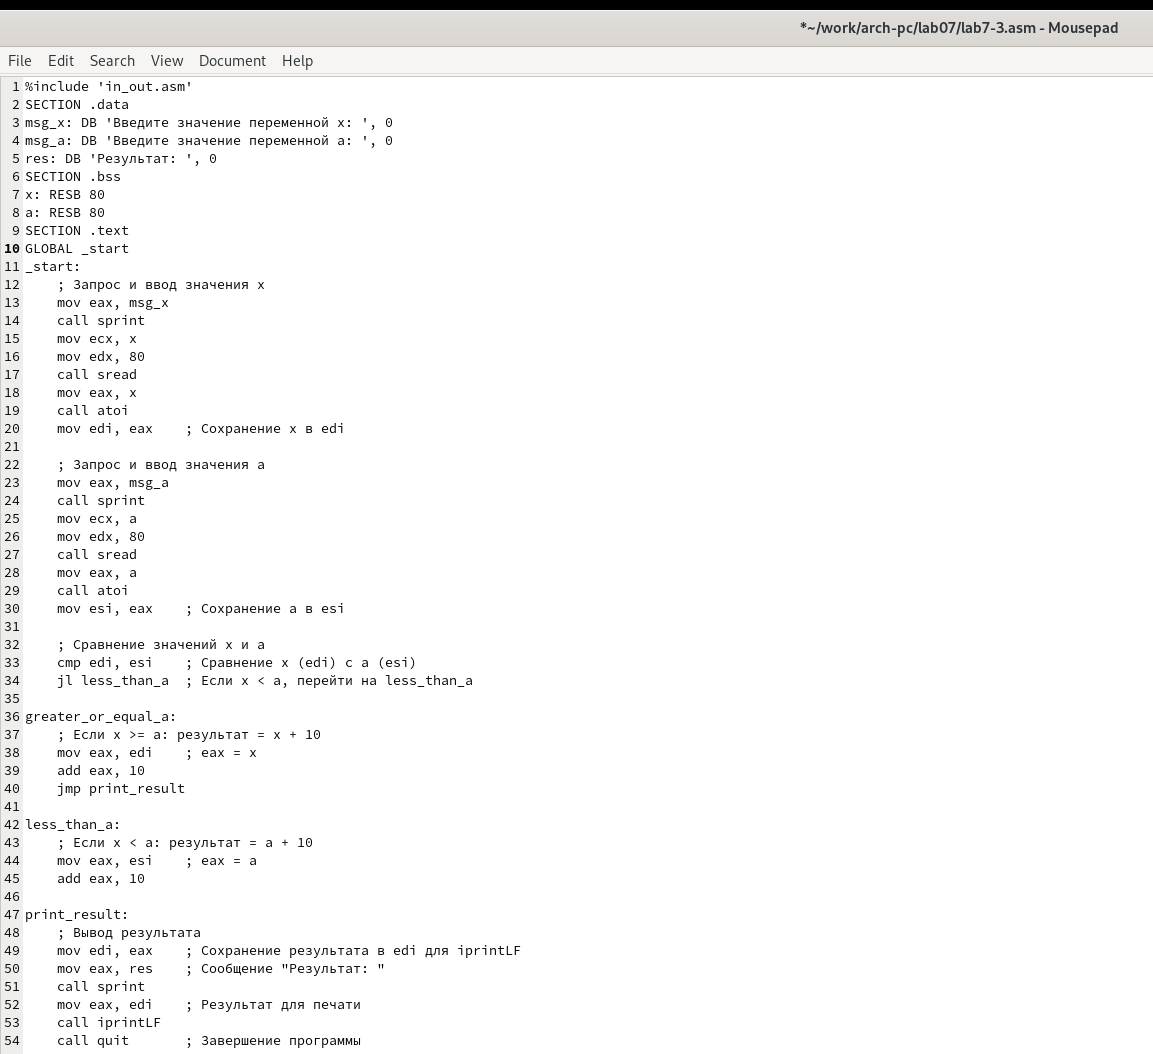 *~/work/arch-pc/lab07/lab7-3.asm - Mousepad
File Edit Search View Document Help
1 %include 'in_out.asm'
2 SECTION .data
3 msg_x: DB 'Введите значение переменной x: ', 0
4 msg_a: DB 'Введите значение переменной a: ', 0
5 res: DB 'Результат: ', 0
6 SECTION .bss
7 x: RESB 80
8 a: RESB 80
9 SECTION .text
10 GLOBAL _start
11 _start:
12     ; Запрос и ввод значения x
13     mov eax, msg_x
14     call sprint
15     mov ecx, x
16     mov edx, 80
17     call sread
18     mov eax, x
19     call atoi
20     mov edi, eax    ; Сохранение x в edi
21
22     ; Запрос и ввод значения a
23     mov eax, msg_a
24     call sprint
25     mov ecx, a
26     mov edx, 80
27     call sread
28     mov eax, a
29     call atoi
30     mov esi, eax    ; Сохранение a в esi
31
32     ; Сравнение значений x и a
33     cmp edi, esi    ; Сравнение x (edi) с a (esi)
34     jl less_than_a  ; Если x < a, перейти на less_than_a
35
36 greater_or_equal_a:
37     ; Если x >= a: результат = x + 10
38     mov eax, edi    ; eax = x
39     add eax, 10
40     jmp print_result
41
42 less_than_a:
43     ; Если x < a: результат = a + 10
44     mov eax, esi    ; eax = a
45     add eax, 10
46
47 print_result:
48     ; Вывод результата
49     mov edi, eax    ; Сохранение результата в edi для iprintLF
50     mov eax, res    ; Сообщение "Результат: "
51     call sprint
52     mov eax, edi    ; Результат для печати
53     call iprintLF
54     call quit       ; Завершение программы